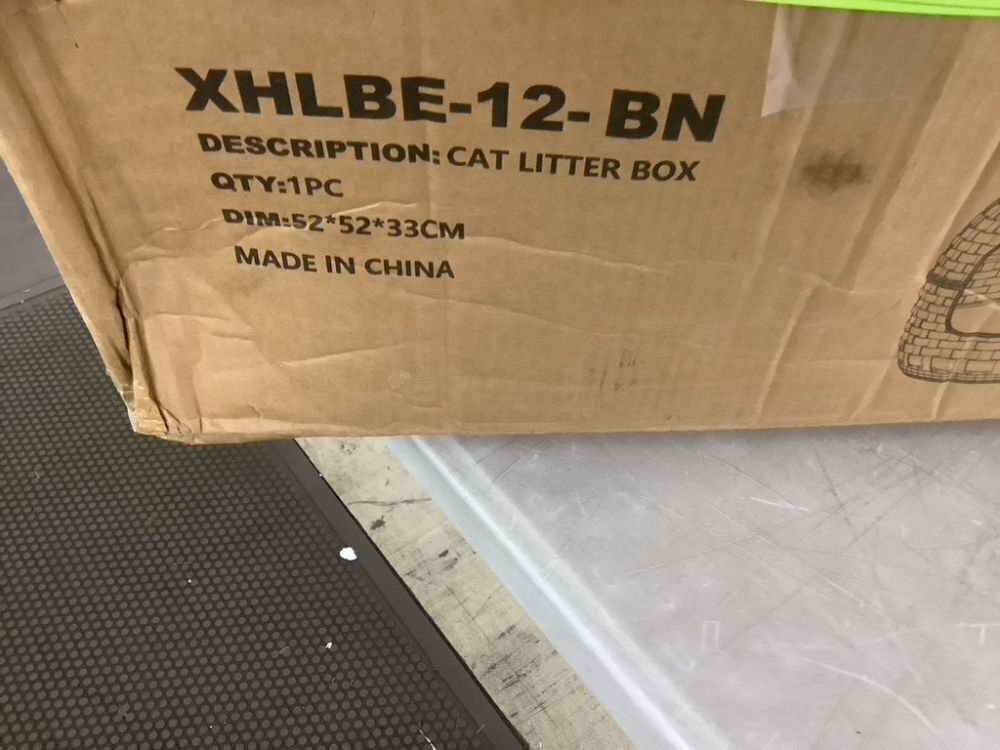 XHLBE-12-BN
DESCRIPTION: CAT LITTER BOX
QTY:1PC
DIM:52*52*33CM
MADE IN CHINA